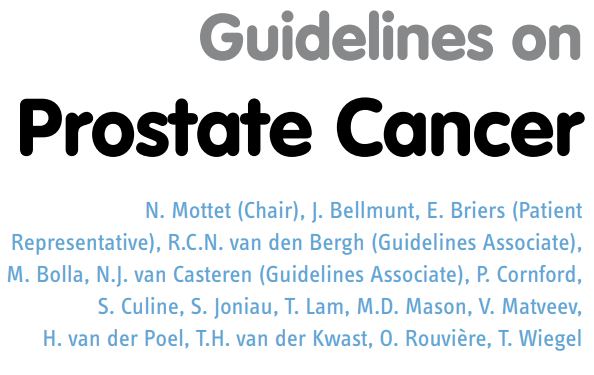 Guidelines on
Prostate Cancer
N. Mottet (Chair), J. Bellmunt, E. Briers (Patient
Representative), R.C.N. van den Bergh (Guidelines Associate),
M. Bolla, N.J. van Casteren (Guidelines Associate), P. Cornford,
S. Culine, S. Joniau, T. Lam, M.D. Mason, V. Matveev,
H. van der Poel, T.H. van der Kwast, O. Rouvière, T. Wiegel